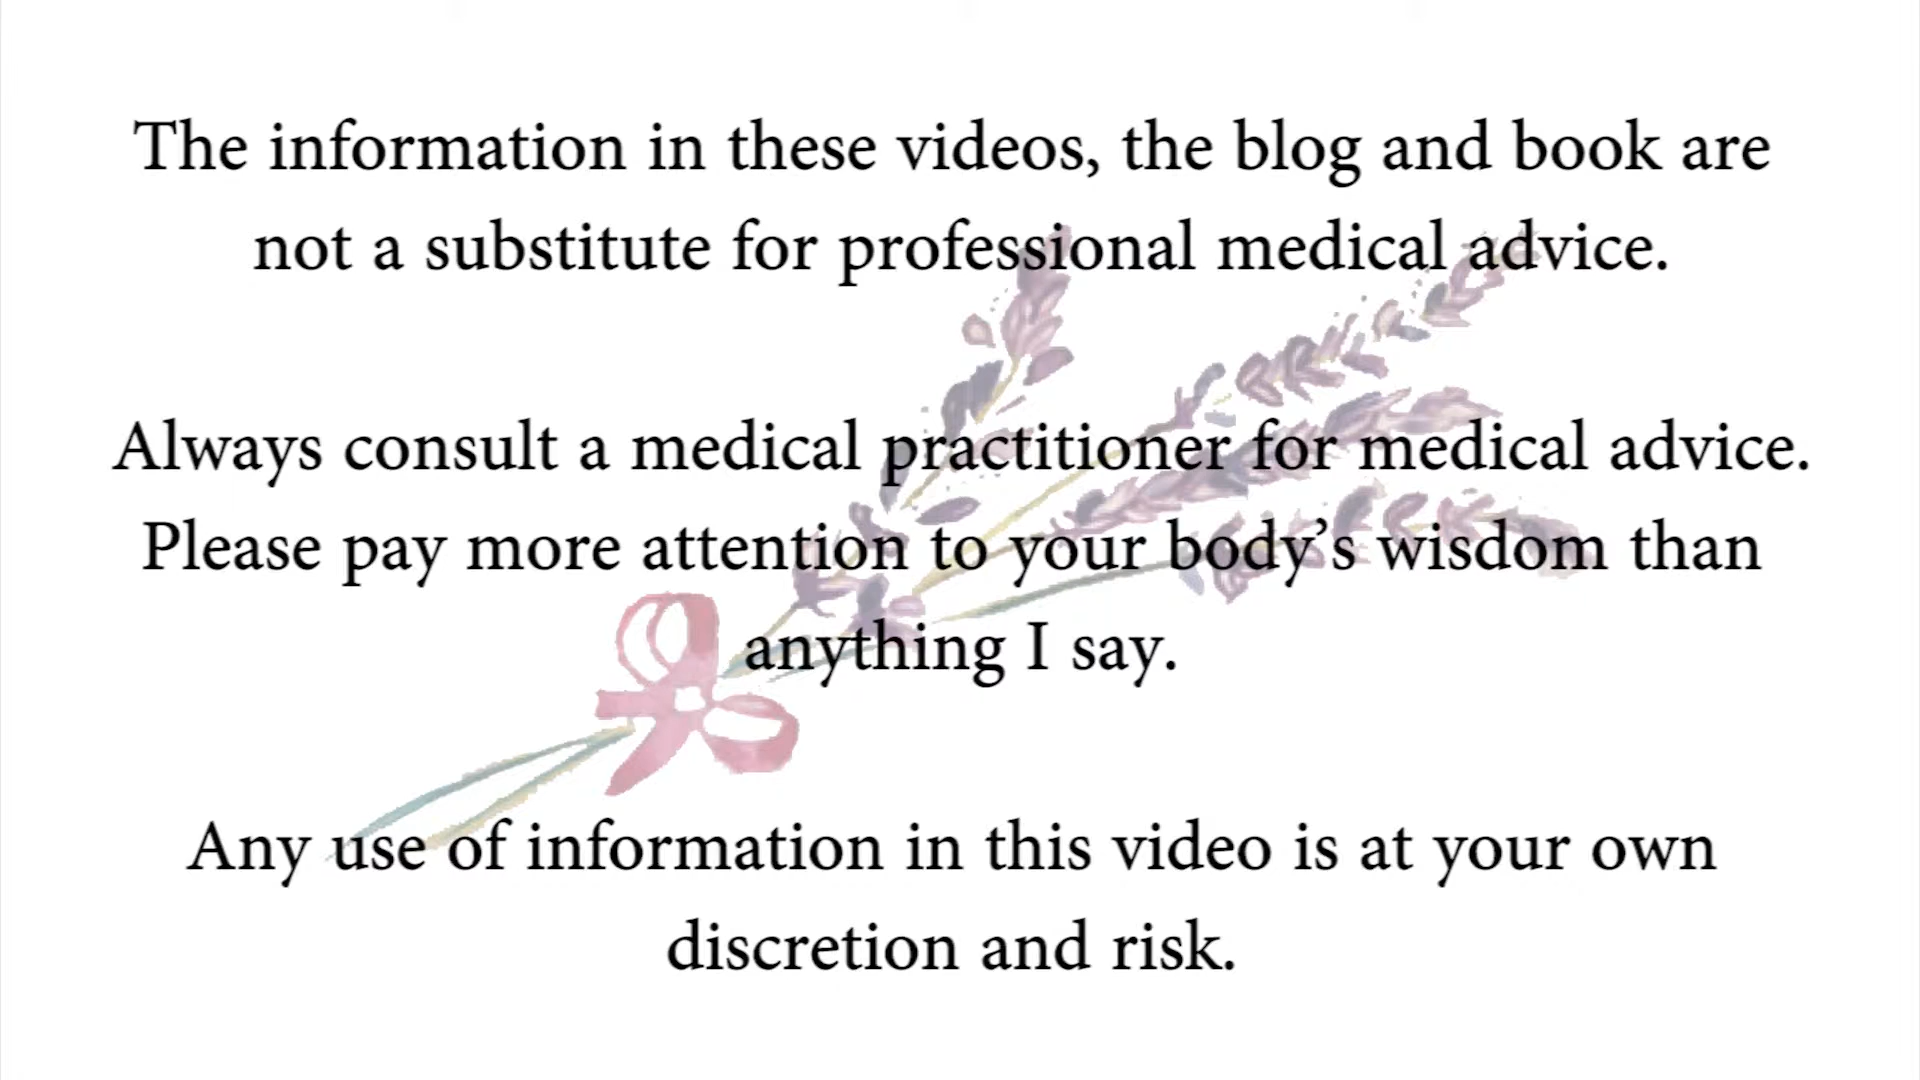 The information in these videos, the blog and book are
not a substitute for professional medical advice.
Always consult a medical practitioner for medical advice.
Please pay more attention to your body’s wisdom than
anything I say.
Any use of information in this video is at your own
discretion and risk.